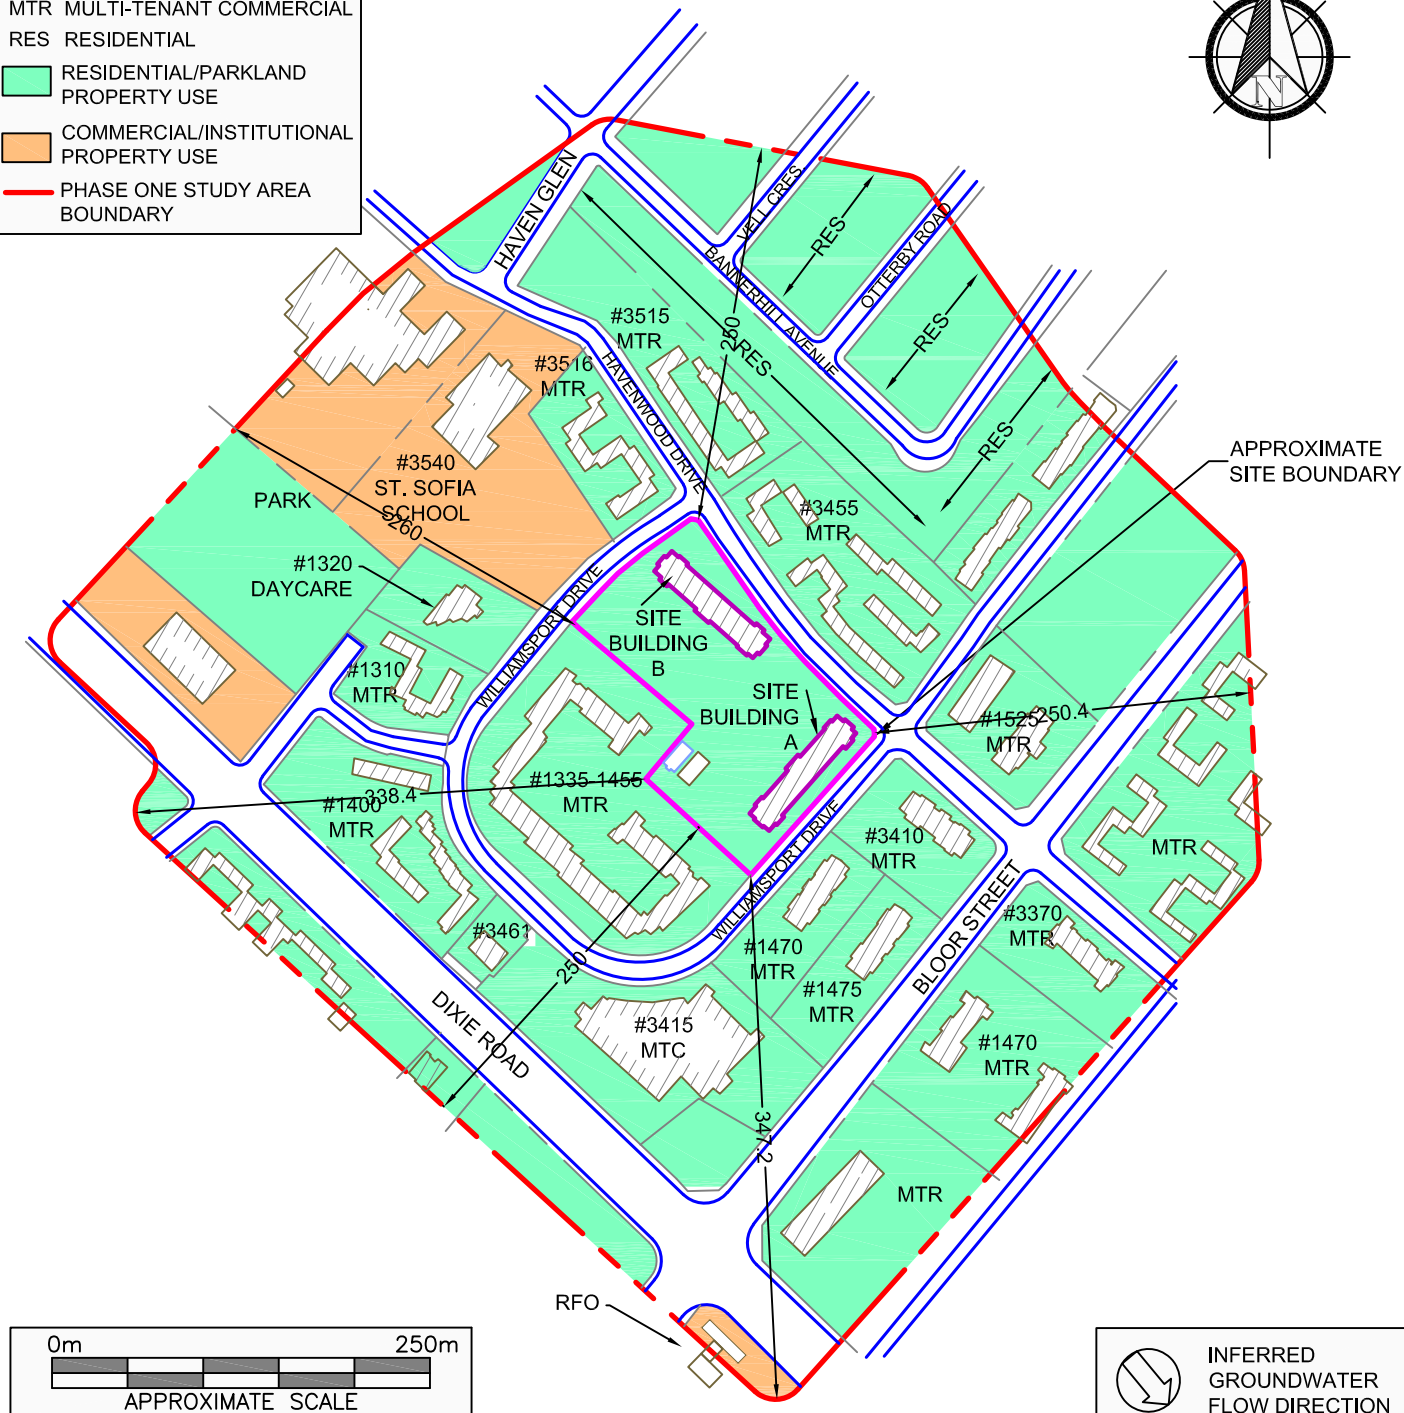 MTR MULTI-TENANT COMMERCIAL
RES RESIDENTIAL
RESIDENTIAL/PARKLAND
PROPERTY USE
COMMERCIAL/INSTITUTIONAL
PROPERTY USE
PHASE ONE STUDY AREA
BOUNDARY
N
HAVEN GLEN
VELL CRES
RES
OTTERBY ROAD
BANNERHILL AVENUE
RES
250
RES
RES
#3515
MTR
#3516
MTR
HAVENWOOD DRIVE
APPROXIMATE
SITE BOUNDARY
#3540
ST. SOFIA
SCHOOL
PARK
260
#3455
MTR
#1320
DAYCARE
WILLIAMSPORT DRIVE
SITE
BUILDING
B
#1310
MTR
SITE
BUILDING
A
#1525
MTR
250.4
#1335-1455
MTR
338.4
#1400
MTR
#3410
MTR
MTR
WILLIAMSPORT DRIVE
BLOOR STREET
#3370
MTR
#3461
250
#1470
MTR
#1475
MTR
DIXIE ROAD
#3415
MTC
#1470
MTR
347.2
MTR
RFO
0m 250m
APPROXIMATE SCALE
INFERRED
GROUNDWATER
FLOW DIRECTION